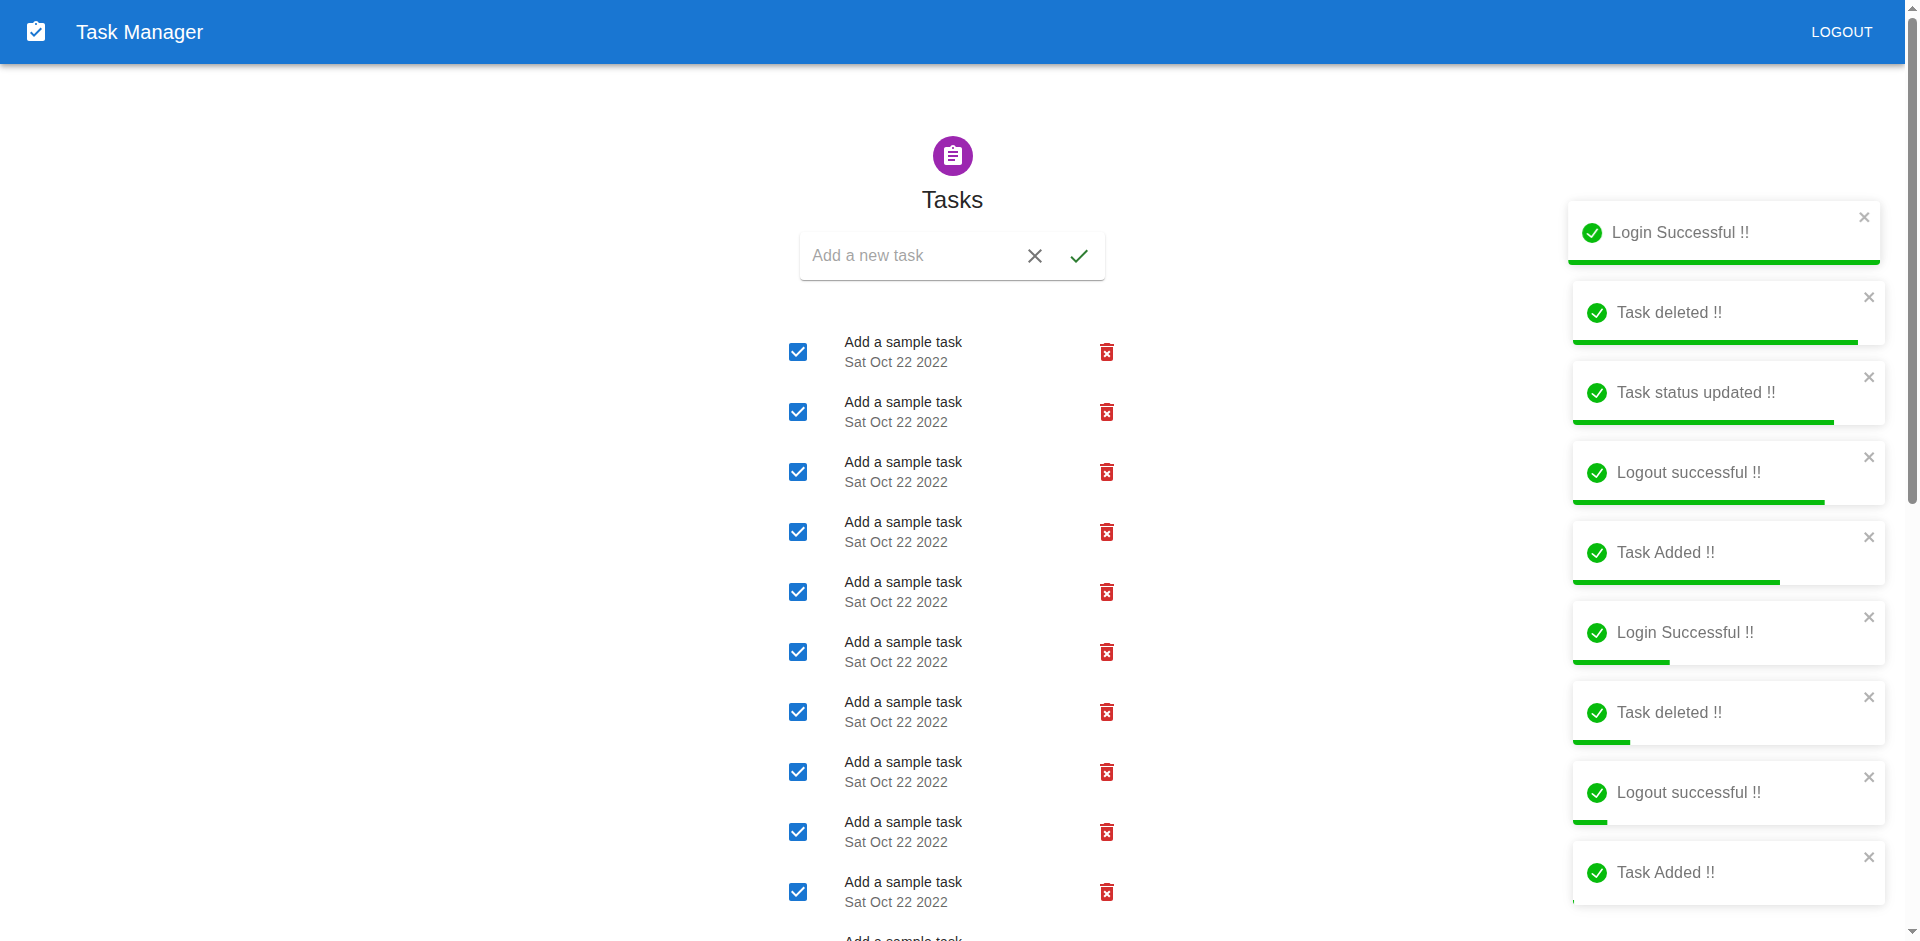 Task Manager
LOGOUT
Tasks
Add a new task
Add a sample task
Sat Oct 22 2022
Add a sample task
Sat Oct 22 2022
Add a sample task
Sat Oct 22 2022
Add a sample task
Sat Oct 22 2022
Add a sample task
Sat Oct 22 2022
Add a sample task
Sat Oct 22 2022
Add a sample task
Sat Oct 22 2022
Add a sample task
Sat Oct 22 2022
Add a sample task
Sat Oct 22 2022
Add a sample task
Sat Oct 22 2022
Add a sample task
Login Successful !!
Task deleted !!
Task status updated !!
Logout successful !!
Task Added !!
Login Successful !!
Task deleted !!
Logout successful !!
Task Added !!